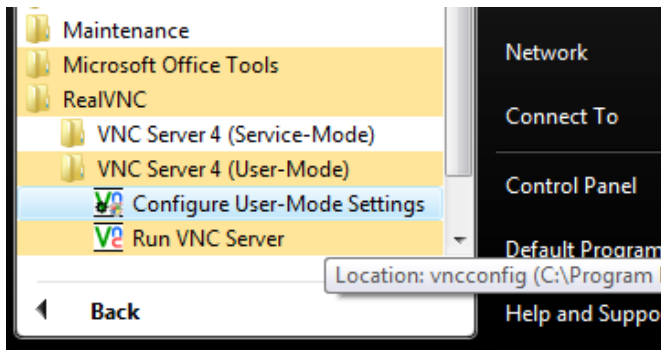 Maintenance
Microsoft Office Tools
RealVNC
VNC Server 4 (Service-Mode)
VNC Server 4 (User-Mode)
Configure User-Mode Settings
Run VNC Server
Back
Network
Connect To
Control Panel
Default Program
Location: vncconfig (C:\Program
Help and Suppo